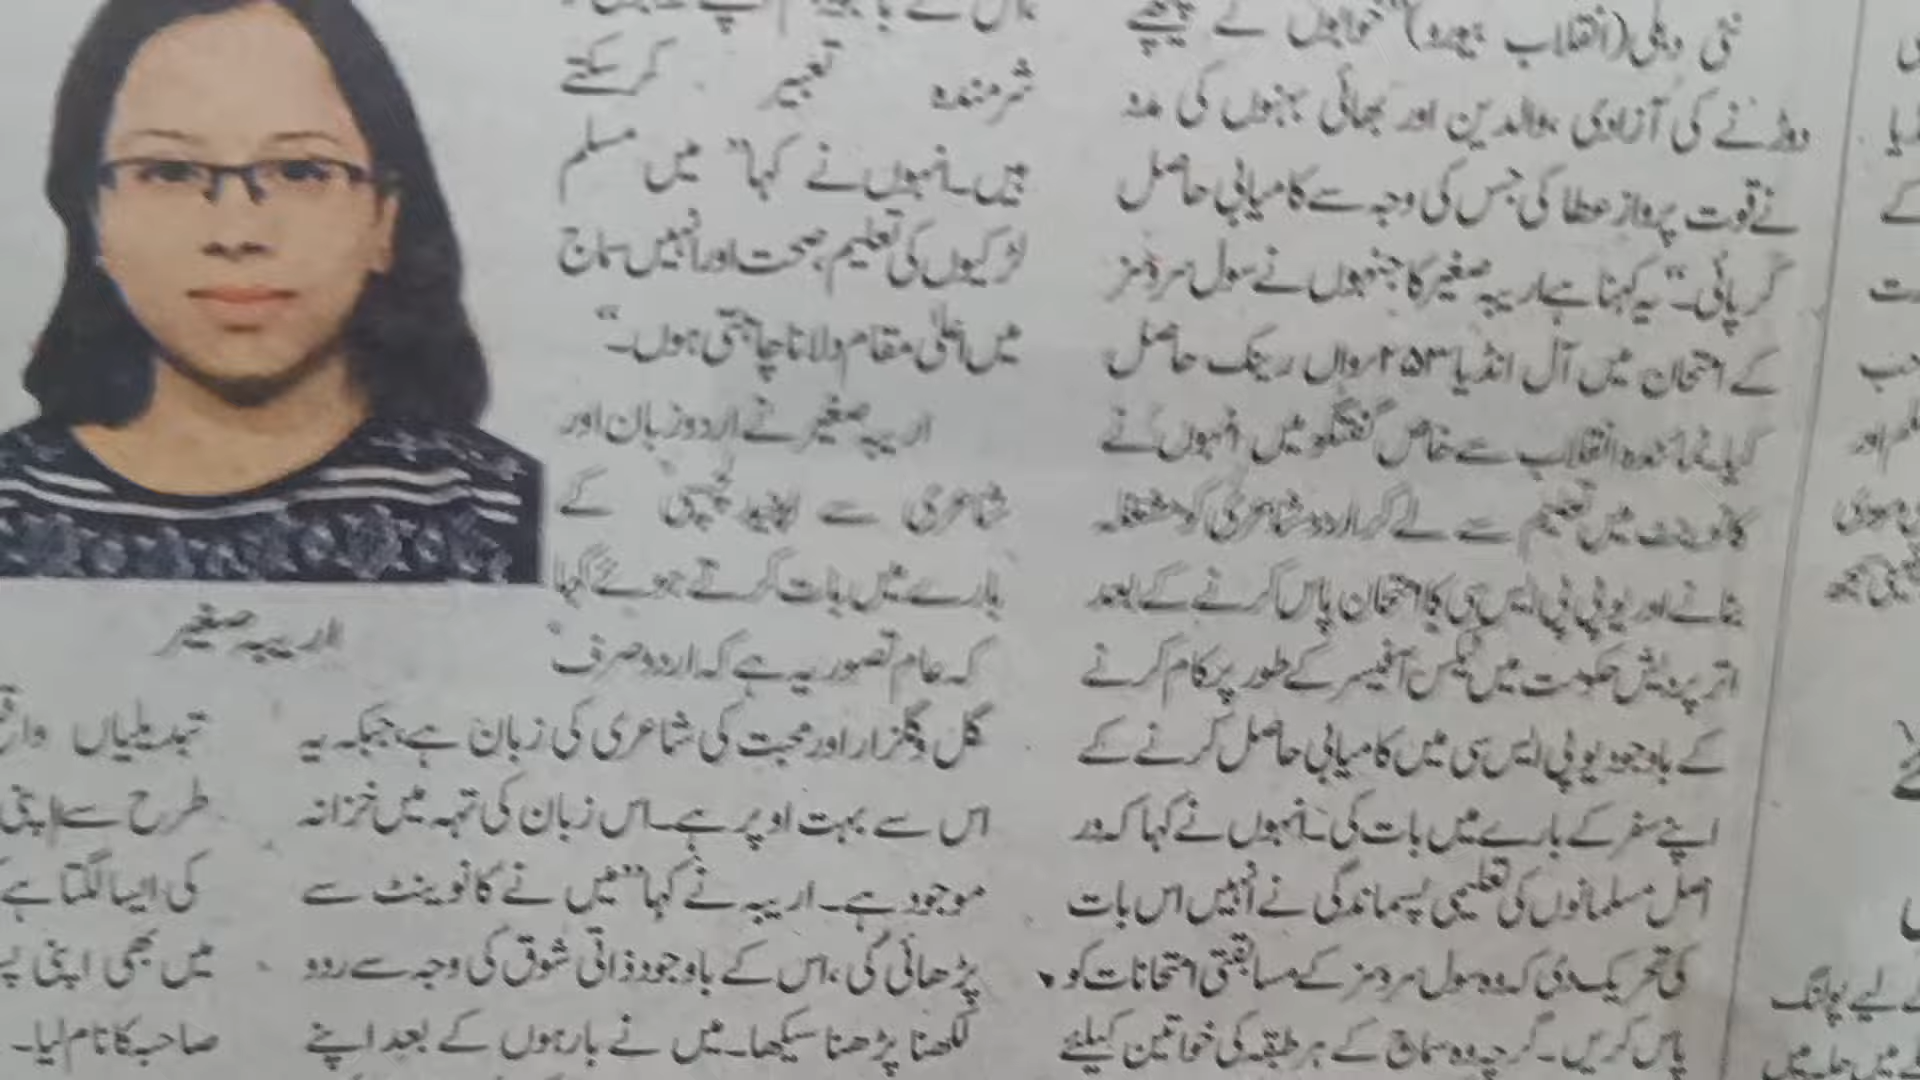 نئی دہلی (انقلاب بیورو) "خوابوں کے پیچھے
دوڑنے کی آزادی، والدین اور بھائی بہنوں کی مدد
نے قوت پرواز عطا کی جس کی وجہ سے کامیابی حاصل
کر پائی۔" یہ کہنا ہے اریبہ صغیر کا جنہوں نے سول سروسز
کے امتحان میں آل انڈیا ۲۵۳؍واں رینک حاصل
کیا۔ نمائندہ انقلاب سے خاص گفتگو میں انہوں نے
کانوینٹ میں تعلیم سے لے کر اردو شاعری کو مشغلہ
بنانے اور یو پی پی ایس سی کا امتحان پاس کرنے کے بعد
اتر پردیش حکومت میں ٹیکس آفیسر کے طور پر کام کرنے
کے باوجود یو پی ایس سی میں کامیابی حاصل کرنے کے
اپنے سفر کے بارے میں بات کی۔ انہوں نے کہا کہ در
اصل مسلمانوں کی تعلیمی پسماندگی نے انہیں اس بات
کی تحریک دی کہ وہ سول سروسز کے مسابقتی امتحانات کو
پاس کریں۔ گرچہ وہ سماج کے ہر طبقہ کی خواتین کیلئے
شرمندہ تعبیر کر سکتے
ہیں۔ انہوں نے کہا "میں مسلم
لڑکیوں کی تعلیم، صحت اور انہیں سماج
میں اعلیٰ مقام دلانا چاہتی ہوں۔"
اریبہ صغیر نے اردو زبان اور
شاعری سے اپنی دلچسپی کے
بارے میں بات کرتے ہوئے کہا
کہ عام تصور یہ ہے کہ اردو صرف
گل و گلزار اور محبت کی شاعری کی زبان ہے، جبکہ یہ
اس سے بہت اوپر ہے۔ اس زبان کی تہہ میں خزانہ
موجود ہے۔ اریبہ نے کہا "میں نے کانوینٹ سے
پڑھائی کی، اس کے باوجود ذاتی شوق کی وجہ سے ردو
لکھنا پڑھنا سیکھا۔ میں نے بارہوں کے بعد اپنے
اریبہ صغیر
تبدیلیاں
طرح سے اپنی
کی ایسا لگتا ہے
میں بھی اپنی
صاحبہ کا نام لیا۔